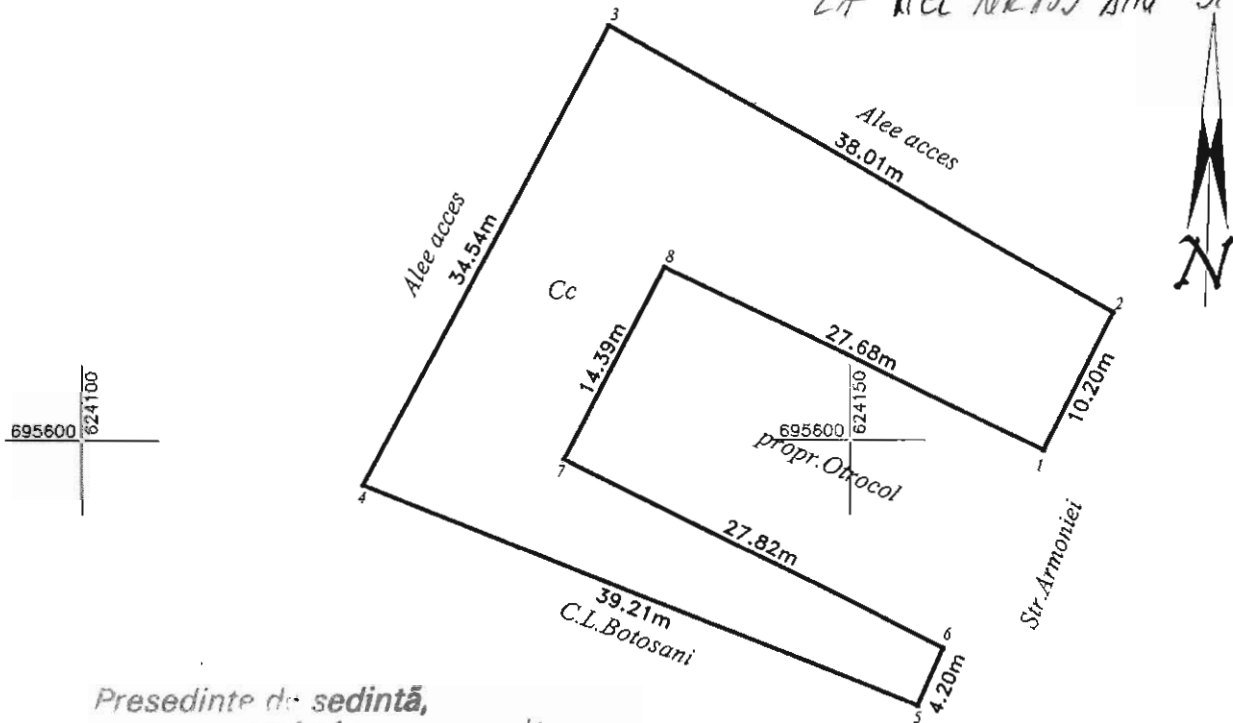 LA HCL
3
Alee acces
38.01m
Alee acces
34.54m
8
Cc
2
N
27.68m
14.39m
10.20m
624100
695600
624150
695600
propr.Otrocol
1
7
4
27.82m
Str.Armoniei
39.21m
C.L.Botosani
6
4.20m
5
Presedinte de sedintă,